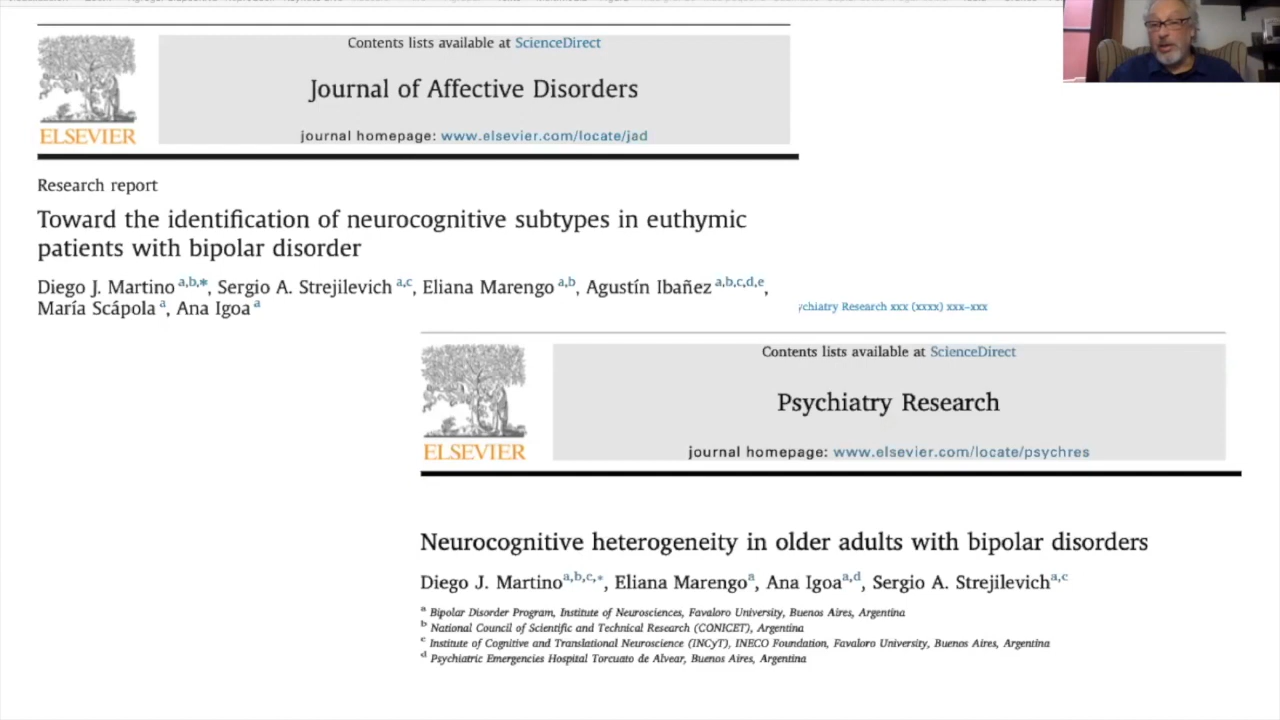 Contents lists available at ScienceDirect
Journal of Affective Disorders
ELSEVIER
journal homepage: www.elsevier.com/locate/jad
Research report
Toward the identification of neurocognitive subtypes in euthymic
patients with bipolar disorder
Diego J. Martino a,b,*, Sergio A. Strejilevich a,c, Eliana Marengo a,b, Agustín Ibañez a,b,c,d,e,
María Scápola a, Ana Igoa a
ychiatry Research xxx (xxxx) xxx–xxx
Contents lists available at ScienceDirect
Psychiatry Research
ELSEVIER
journal homepage: www.elsevier.com/locate/psychres
Neurocognitive heterogeneity in older adults with bipolar disorders
Diego J. Martino a,b,c,*, Eliana Marengo a, Ana Igoa a,d, Sergio A. Strejilevich a,c
a Bipolar Disorder Program, Institute of Neurosciences, Favaloro University, Buenos Aires, Argentina
b National Council of Scientific and Technical Research (CONICET), Argentina
c Institute of Cognitive and Translational Neuroscience (INCyT), INECO Foundation, Favaloro University, Buenos Aires, Argentina
d Psychiatric Emergencies Hospital Torcuato de Alvear, Buenos Aires, Argentina